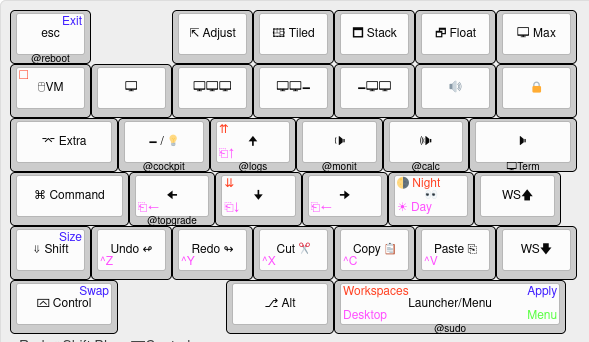 Exit
esc
@reboot
⇱ Adjust
Tiled
Stack
Float
Max
VM
Extra
– / 💡
@cockpit
⇈
↑
⎗↑
@logs
@monit
@calc
Term
⌘ Command
←
⎗←
@topgrade
⇊
↓
⎗↓
→
⎗←
Night
Day
WS🡅
Size
⇓ Shift
Undo ↫
^Z
Redo ↬
^Y
Cut ✂
^X
Copy 📋
^C
Paste ⎘
^V
WS🡇
Swap
Control
⎇ Alt
Workspaces
Apply
Launcher/Menu
Desktop
Menu
@sudo